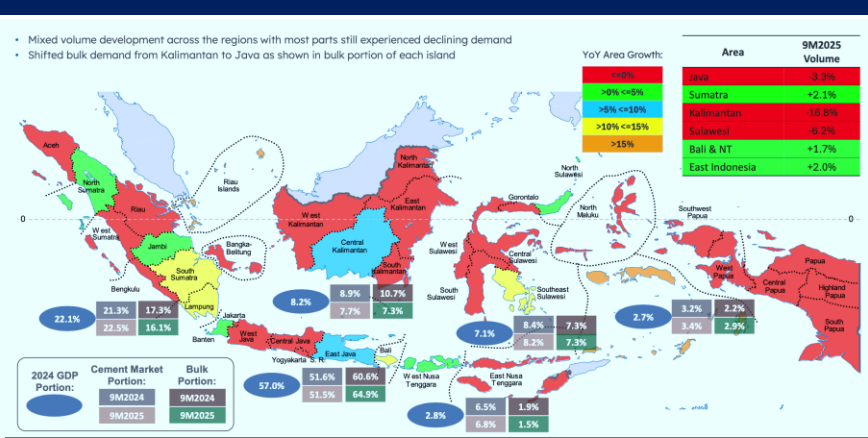 • Mixed volume development across the regions with most parts still experienced declining demand
• Shifted bulk demand from Kalimantan to Java as shown in bulk portion of each island
YoY Area Growth:
<=0%
>0% <=5%
>5% <=10%
>10% <=15%
>15%
Area 9M2025 Volume
Java -3.3%
Sumatra +2.1%
Kalimantan -16.8%
Sulawesi -6.2%
Bali & NT +1.7%
East Indonesia +2.0%
Aceh
North
Sumatra
Riau
Islands
Riau
West
Sumatra
Jambi
Bangka-
Belitung
South
Sumatra
Bengkulu
Lampung
0
0
North
Kalimantan
East
Kalimantan
West
Kalimantan
Central
Kalimantan
South
Kalimantan
North
Sulawesi
Gorontalo
North
Maluku
West
Sulawesi
Central
Sulawesi
South
Sulawesi
Southeast
Sulawesi
Southwest
Papua
West
Papua
Papua
Central
Papua
Highland
Papua
South
Papua
Jakarta
Banten
West
Java
Central Java
Yogyakarta S. R.
East Java
Bali
West Nusa
Tenggara
East Nusa
Tenggara
22.1%
21.3% 17.3%
22.5% 16.1%
8.2%
8.9% 10.7%
7.7% 7.3%
7.1%
8.4% 7.3%
8.2% 7.3%
2.7%
3.2% 2.2%
3.4% 2.9%
57.0%
51.6% 60.6%
51.5% 64.9%
2.8%
6.5% 1.9%
6.8% 1.5%
2024 GDP
Portion:
Cement Market
Portion:
9M2024
9M2025
Bulk
Portion:
9M2024
9M2025